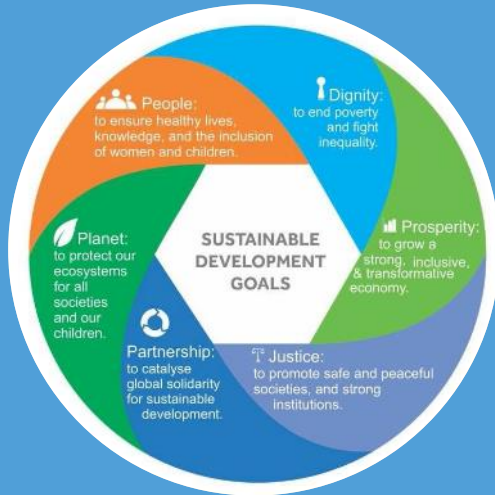 People:
to ensure healthy lives,
knowledge, and the inclusion
of women and children.
Dignity:
to end poverty
and fight
inequality.
Prosperity:
to grow a
strong, inclusive,
& transformative
economy.
Justice:
to promote safe and peaceful
societies, and strong
institutions.
Partnership:
to catalyse
global solidarity
for sustainable
development.
Planet:
to protect our
ecosystems
for all
societies
and our
children.
SUSTAINABLE
DEVELOPMENT
GOALS